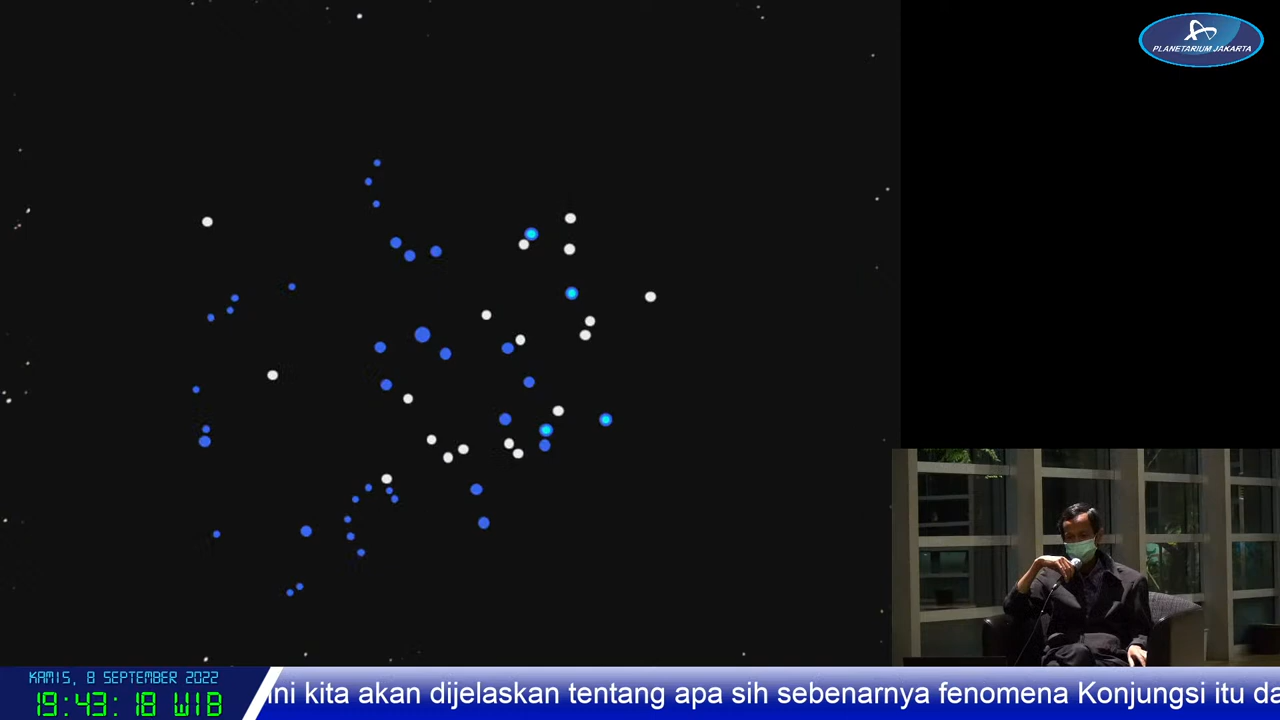 PLANETARIUM JAKARTA
KAMIS, 8 SEPTEMBER 2022
19:43:18 WIB
ini kita akan dijelaskan tentang apa sih sebenarnya fenomena Konjungsi itu da